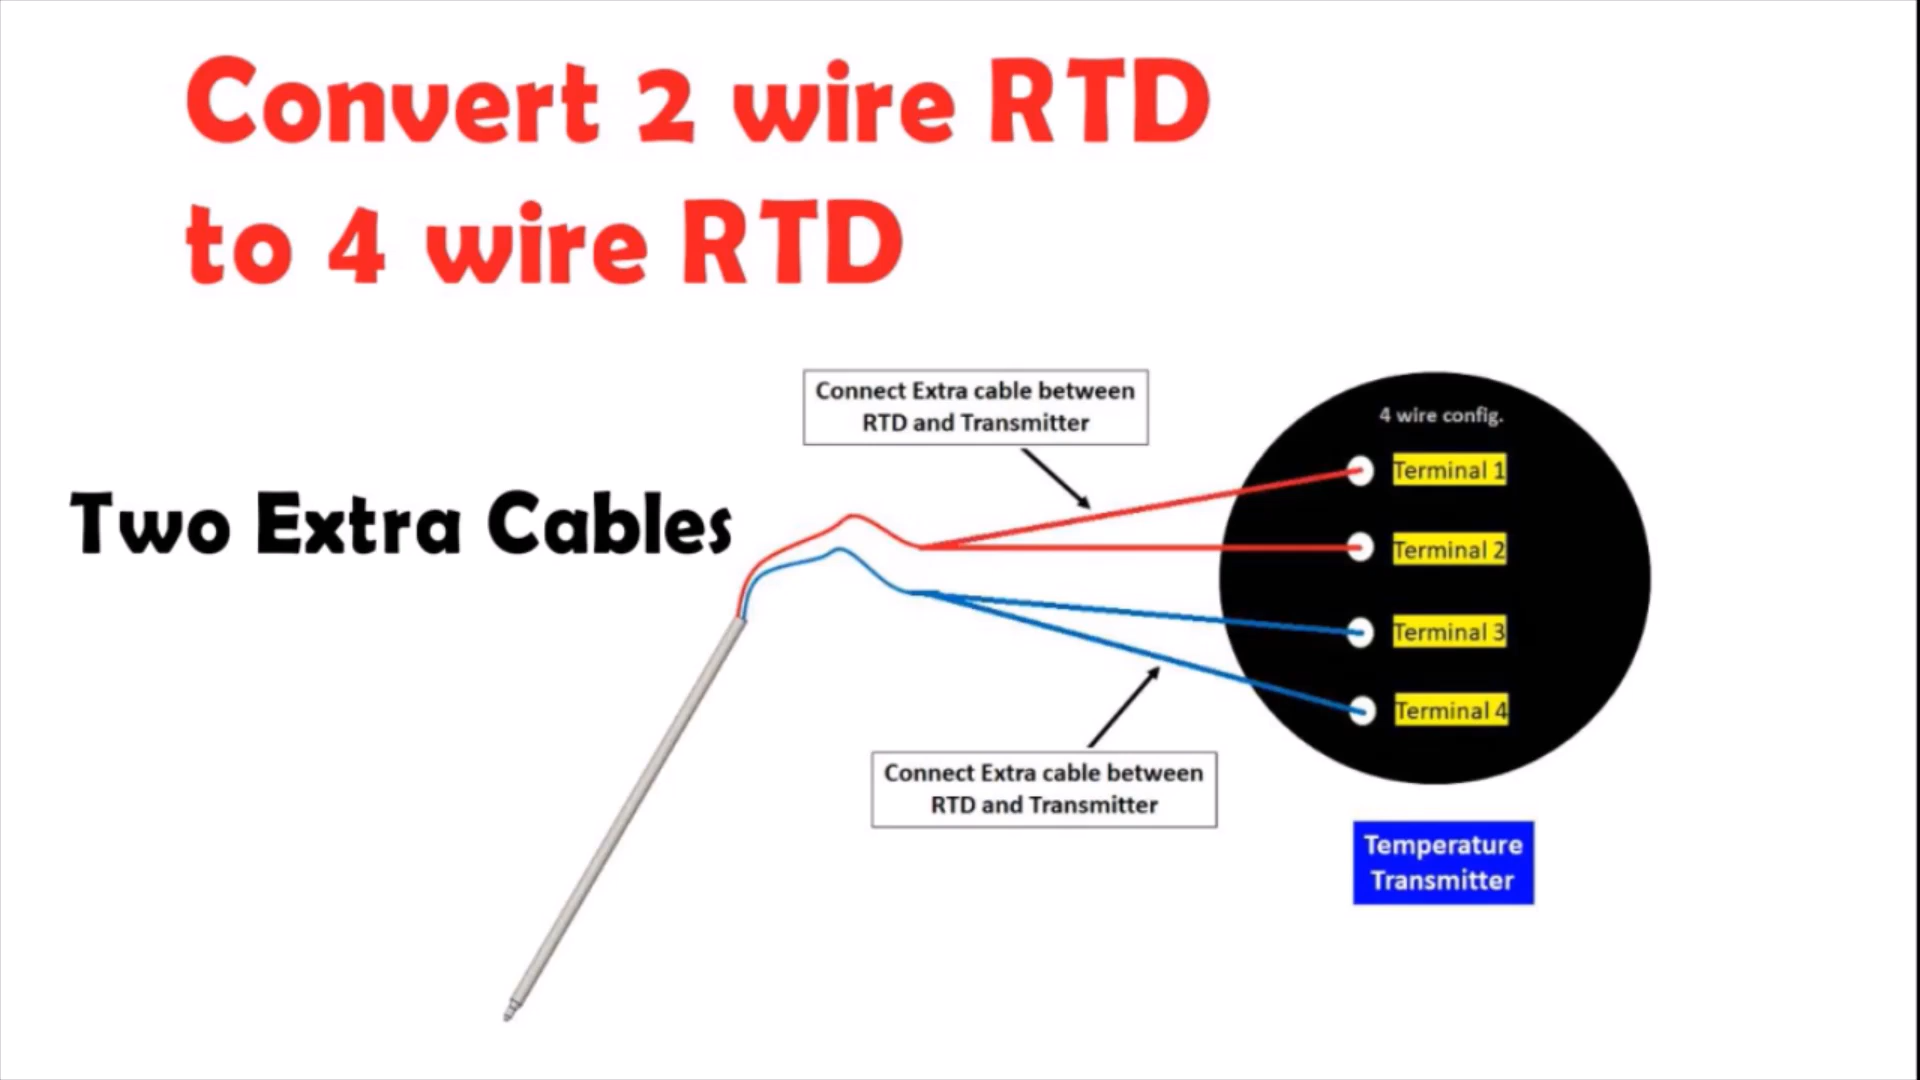 Convert 2 wire RTD
to 4 wire RTD
Connect Extra cable between
RTD and Transmitter
4 wire config.
Terminal 1
Two Extra Cables
Terminal 2
Terminal 3
Terminal 4
Connect Extra cable between
RTD and Transmitter
Temperature
Transmitter